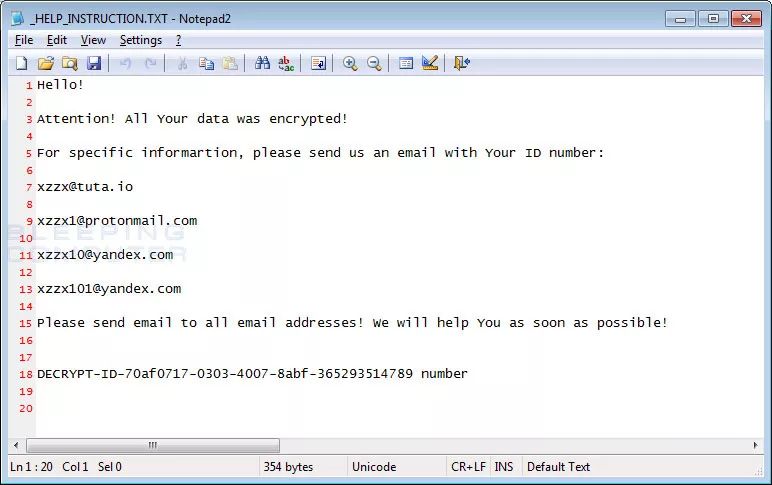 _HELP_INSTRUCTION.TXT - Notepad2
File Edit View Settings ?
1 Hello!
2
3 Attention! All Your data was encrypted!
4
5 For specific informartion, please send us an email with Your ID number:
6
7 xzzx@tuta.io
8
9 xzzx1@protonmail.com
10
11 xzzx10@yandex.com
12
13 xzzx101@yandex.com
14
15 Please send email to all email addresses! We will help You as soon as possible!
16
17
18 DECRYPT-ID-70af0717-0303-4007-8abf-365293514789 number
19
20
BLEEPING
COMPUTER
Ln 1 : 20 Col 1 Sel 0 354 bytes Unicode CR+LF INS Default Text